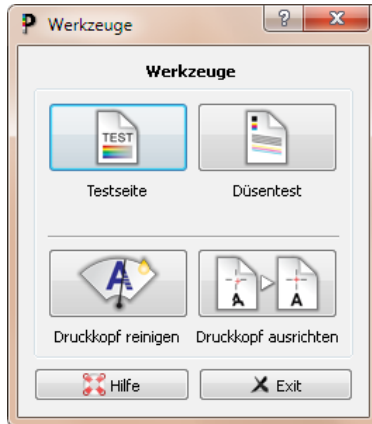 Werkzeuge
Werkzeuge
TEST
Testseite Düsentest
A
A A
Druckkopf reinigen Druckkopf ausrichten
Hilfe Exit